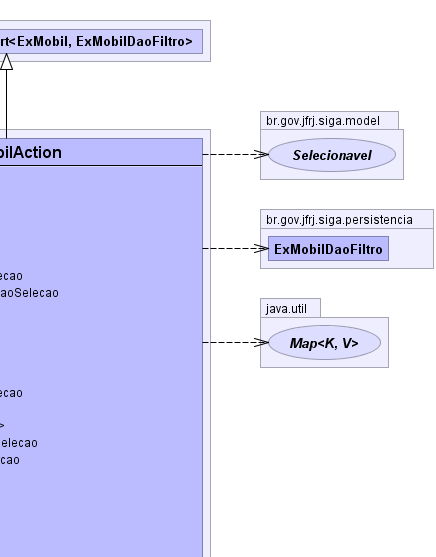 rt<ExMobil, ExMobilDaoFiltro>
bilAction
ecao
aoSelecao
ecao
>
elecao
cao
br.gov.jfrj.siga.model
Selecionavel
br.gov.jfrj.siga.persistencia
ExMobilDaoFiltro
java.util
Map<K, V>